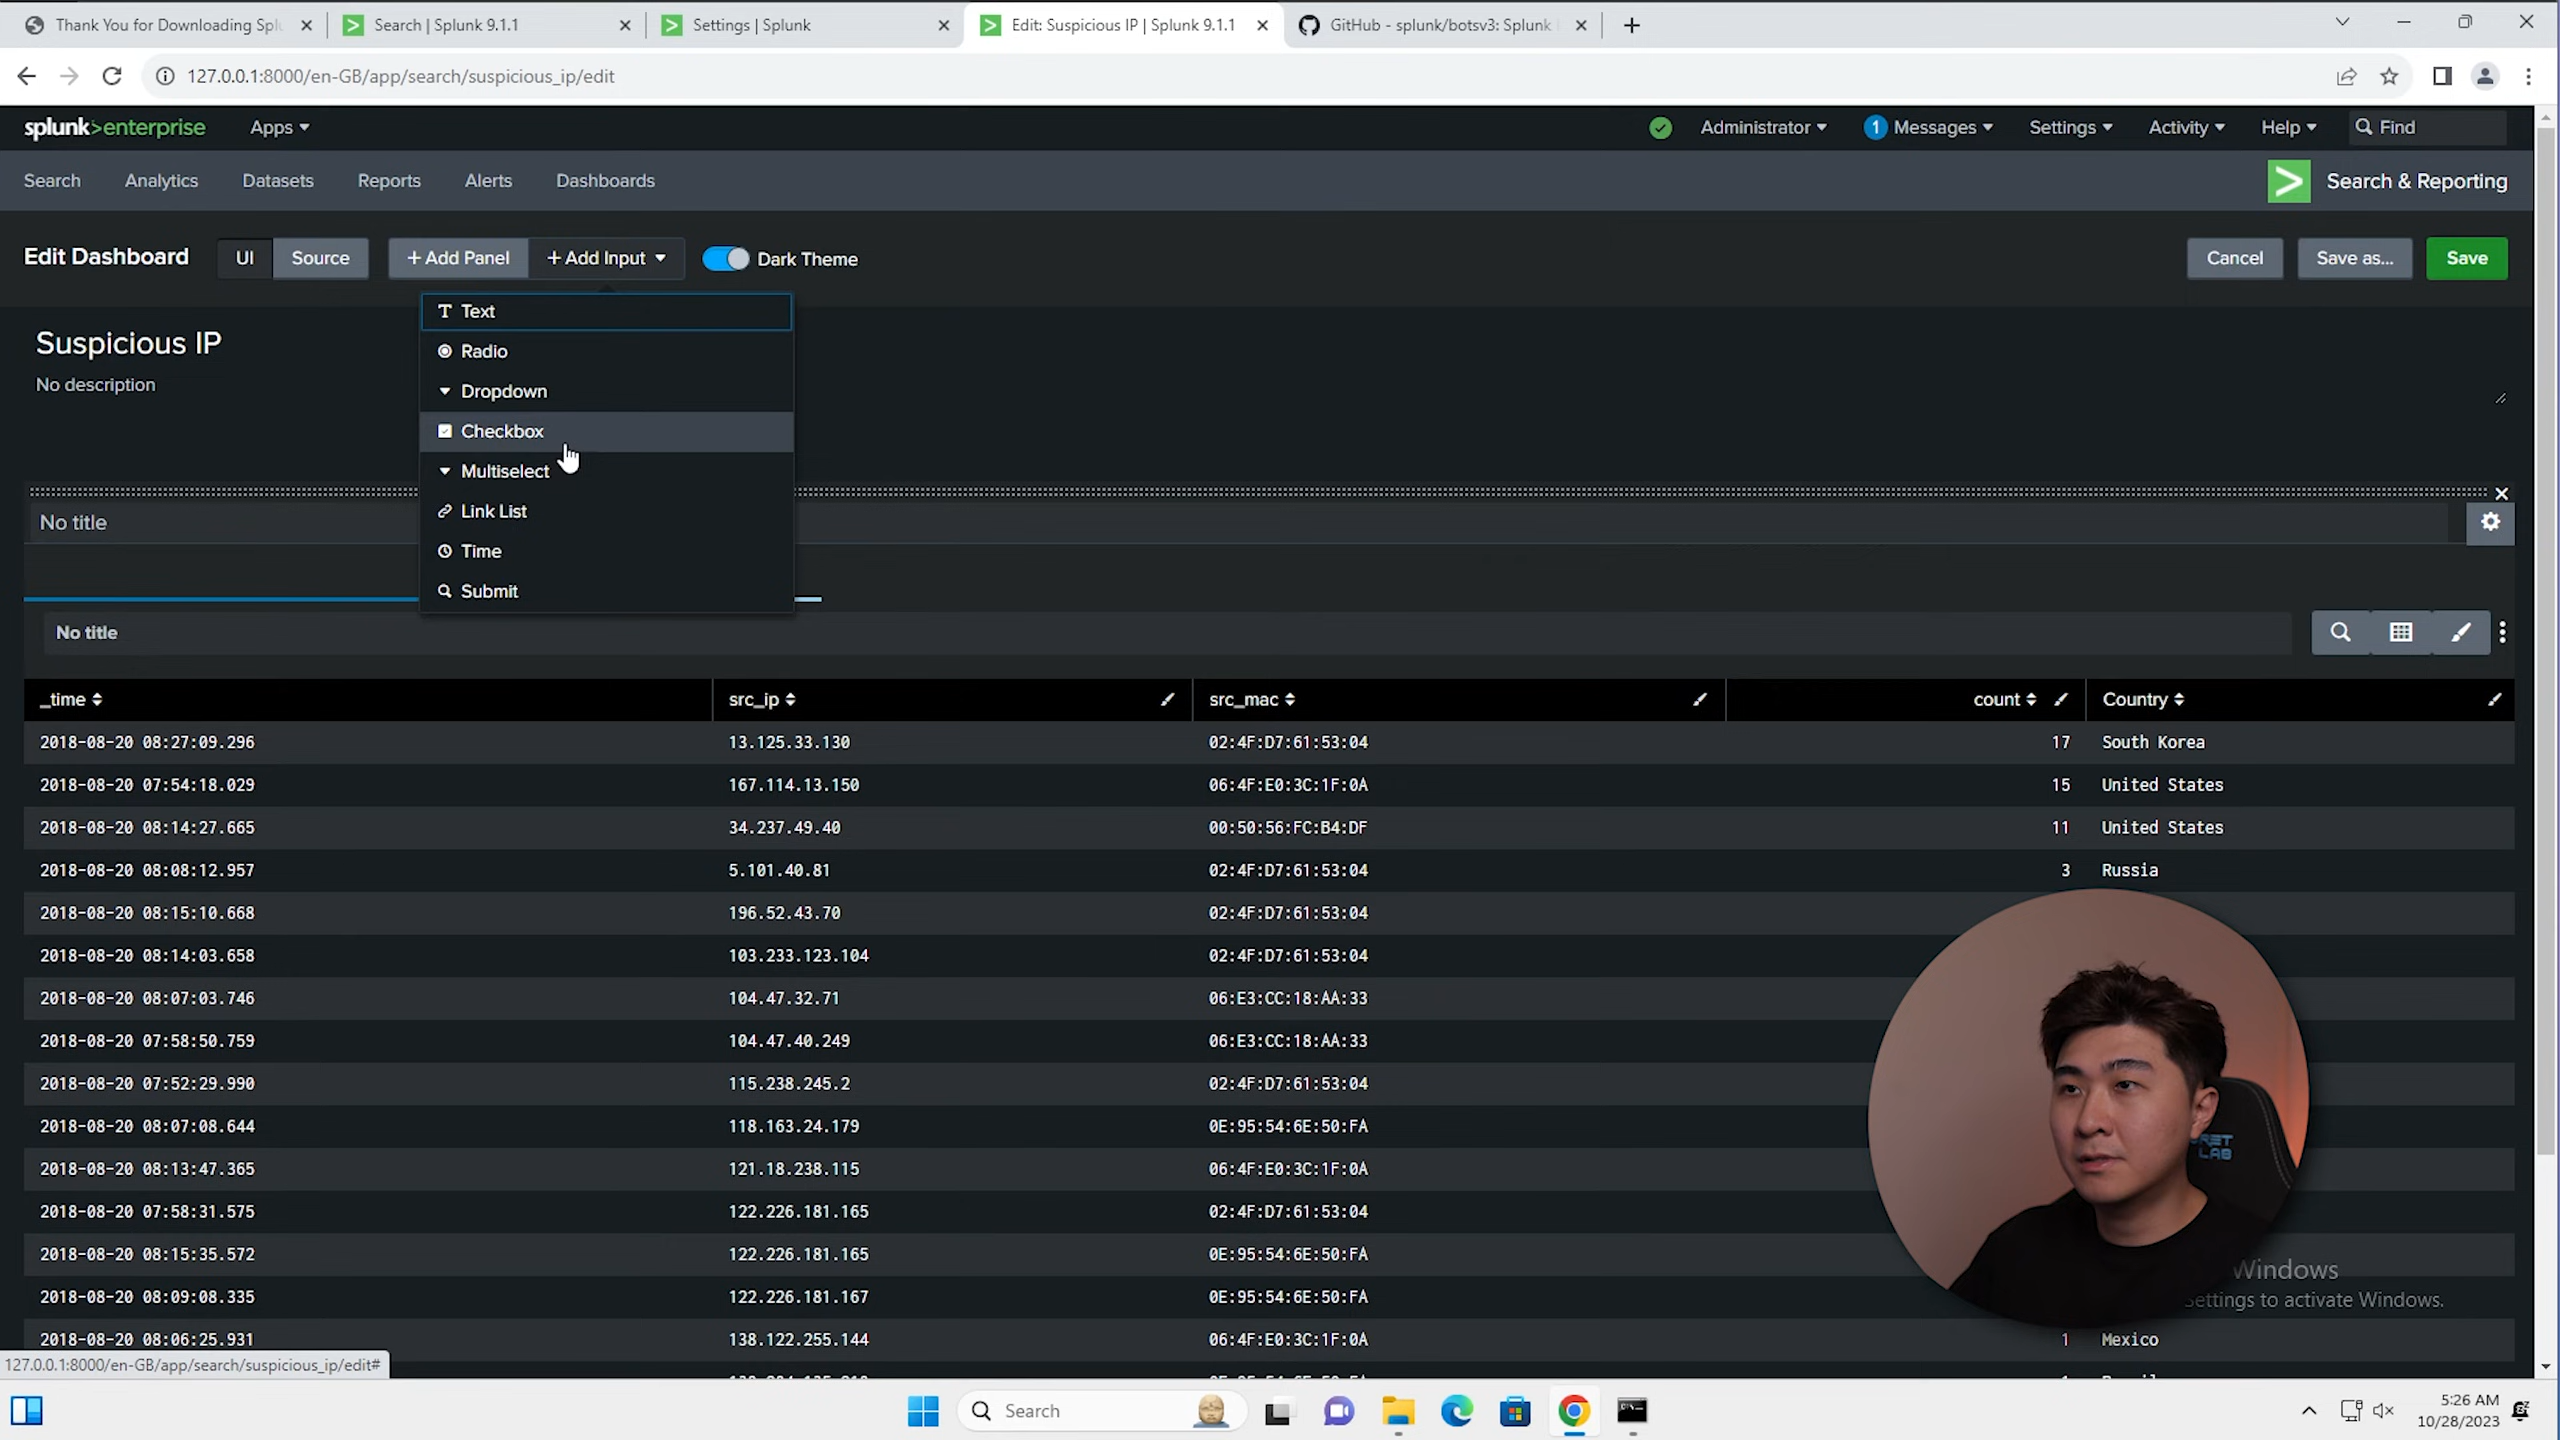 Thank You for Downloading Spl
Search | Splunk 9.1.1
Settings | Splunk
Edit: Suspicious IP | Splunk 9.1.1
GitHub - splunk/botsv3: Splunk
127.0.0.1:8000/en-GB/app/search/suspicious_ip/edit
splunk>enterprise Apps
Administrator 1 Messages Settings Activity Help Find
Search Analytics Datasets Reports Alerts Dashboards
Search & Reporting
Edit Dashboard UI Source + Add Panel + Add Input Dark Theme
Cancel Save as... Save
Suspicious IP
No description
Text
Radio
Dropdown
Checkbox
Multiselect
Link List
Time
Submit
No title
No title
_time src_ip src_mac count Country
2018-08-20 08:27:09.296 13.125.33.130 02:4F:D7:61:53:04 17 South Korea
2018-08-20 07:54:18.029 167.114.13.150 06:4F:E0:3C:1F:0A 15 United States
2018-08-20 08:14:27.665 34.237.49.40 00:50:56:FC:B4:DF 11 United States
2018-08-20 08:08:12.957 5.101.40.81 02:4F:D7:61:53:04 3 Russia
2018-08-20 08:15:10.668 196.52.43.70 02:4F:D7:61:53:04
2018-08-20 08:14:03.658 103.233.123.104 02:4F:D7:61:53:04
2018-08-20 08:07:03.746 104.47.32.71 06:E3:CC:18:AA:33
2018-08-20 07:58:50.759 104.47.40.249 06:E3:CC:18:AA:33
2018-08-20 07:52:29.990 115.238.245.2 02:4F:D7:61:53:04
2018-08-20 08:07:08.644 118.163.24.179 0E:95:54:6E:50:FA
2018-08-20 08:13:47.365 121.18.238.115 06:4F:E0:3C:1F:0A
2018-08-20 07:58:31.575 122.226.181.165 02:4F:D7:61:53:04
2018-08-20 08:15:35.572 122.226.181.165 0E:95:54:6E:50:FA
2018-08-20 08:09:08.335 122.226.181.167 0E:95:54:6E:50:FA
2018-08-20 08:06:25.931 138.122.255.144 06:4F:E0:3C:1F:0A 1 Mexico
LAB
Windows
Settings to activate Windows.
127.0.0.1:8000/en-GB/app/search/suspicious_ip/edit#
Search
5:26 AM
10/28/2023